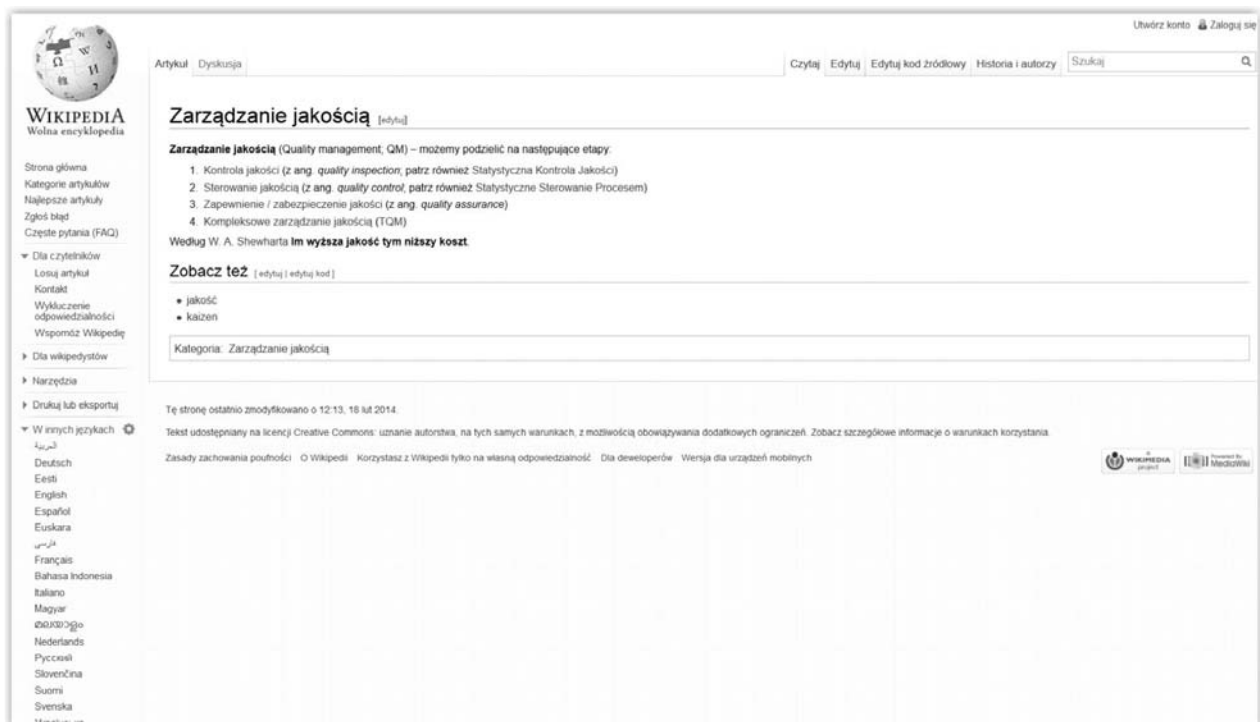 Utwórz konto Zaloguj się
Artykuł Dyskusja Czytaj Edytuj Edytuj kod źródłowy Historia i autorzy Szukaj
WIKIPEDIA
Wolna encyklopedia
Strona główna
Kategorie artykułów
Najlepsze artykuły
Zgłoś błąd
Częste pytania (FAQ)
Dla czytelników
Losuj artykuł
Kontakt
Wykluczenie
odpowiedzialności
Wspomóż Wikipedię
Dla wikipedystów
Narzędzia
Drukuj lub eksportuj
W innych językach
العربية
Deutsch
Eesti
English
Español
Euskara
فارسی
Français
Bahasa Indonesia
Italiano
Magyar
മലയാളം
Nederlands
Русский
Slovenčina
Suomi
Svenska
Zarządzanie jakością [edytuj]
Zarządzanie jakością (Quality management; QM) – możemy podzielić na następujące etapy:
1. Kontrola jakości (z ang. quality inspection; patrz również Statystyczna Kontrola Jakości)
2. Sterowanie jakością (z ang. quality control; patrz również Statystyczne Sterowanie Procesem)
3. Zapewnienie / zabezpieczenie jakości (z ang. quality assurance)
4. Kompleksowe zarządzanie jakością (TQM)
Według W. A. Shewharta Im wyższa jakość tym niższy koszt.
Zobacz też [ edytuj | edytuj kod ]
jakość
kaizen
Kategoria: Zarządzanie jakością
Tę stronę ostatnio zmodyfikowano o 12:13, 18 lut 2014.
Tekst udostępniany na licencji Creative Commons: uznanie autorstwa, na tych samych warunkach, z możliwością obowiązywania dodatkowych ograniczeń. Zobacz szczegółowe informacje o warunkach korzystania.
Zasady zachowania poufności O Wikipedii Korzystasz z Wikipedii tylko na własną odpowiedzialność Dla deweloperów Wersja dla urządzeń mobilnych
A WIKIMEDIA project
Powered By MediaWiki